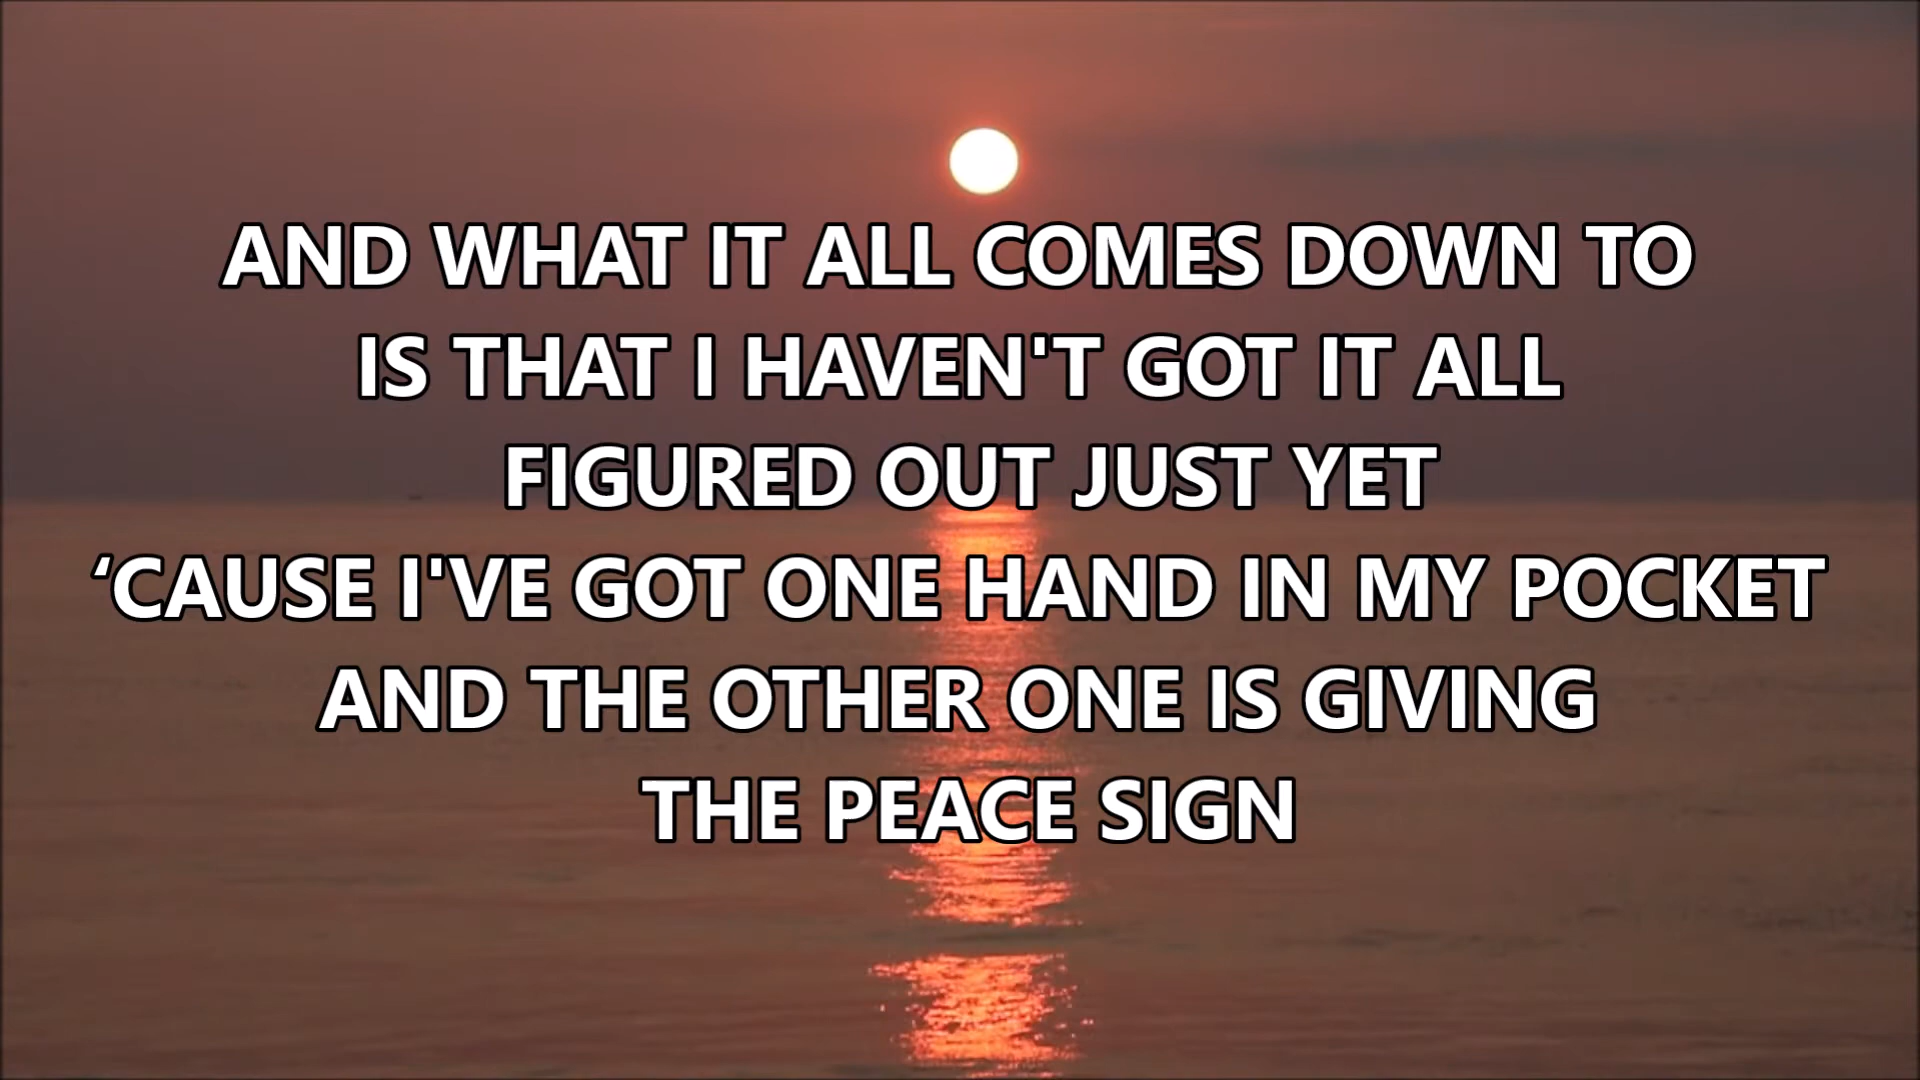 AND WHAT IT ALL COMES DOWN TO
IS THAT I HAVEN'T GOT IT ALL
FIGURED OUT JUST YET
‘CAUSE I'VE GOT ONE HAND IN MY POCKET
AND THE OTHER ONE IS GIVING
THE PEACE SIGN